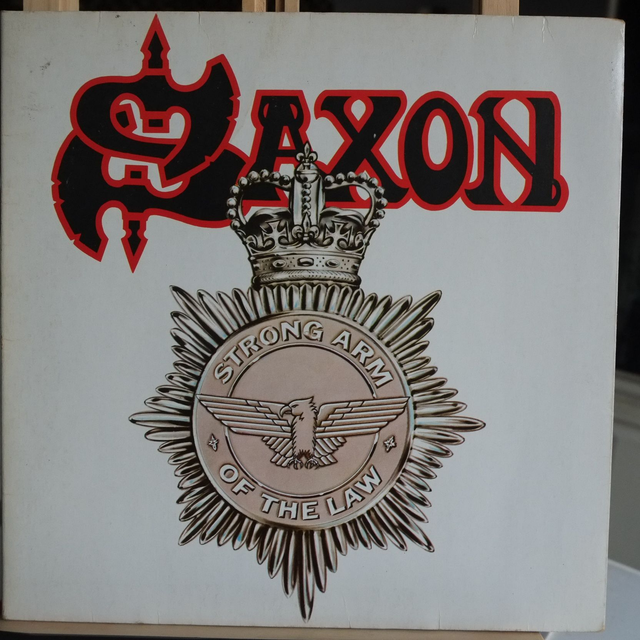 SAXON
STRONG ARM
OF THE LAW